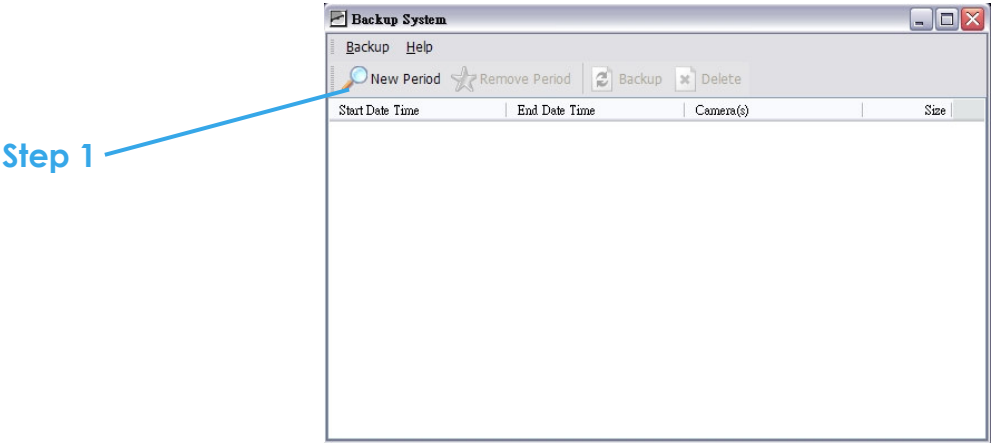 Backup System
Backup Help
New Period Remove Period Backup Delete
Start Date Time End Date Time Camera(s) Size
Step 1